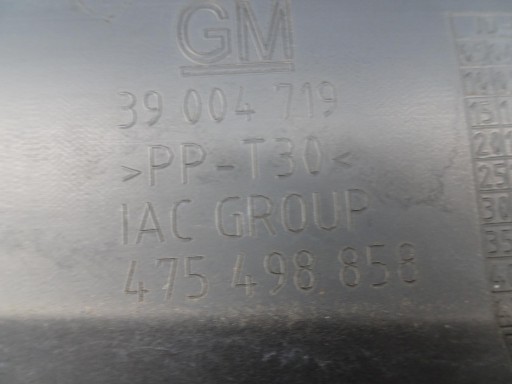 GM
39 004 719
>PP-T30<
IAC GROUP
475 498 858